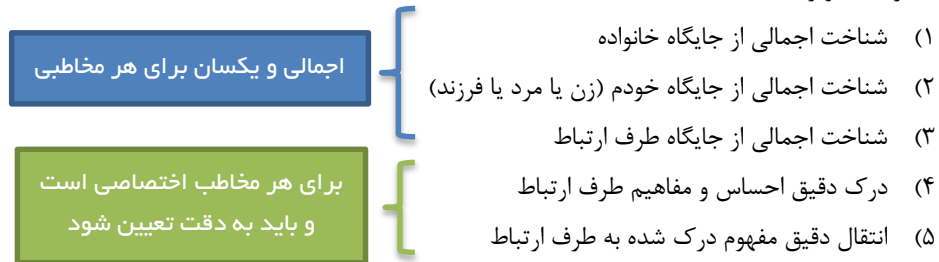 ۱) شناخت اجمالی از جایگاه خانواده
۲) شناخت اجمالی از جایگاه خودم (زن یا مرد یا فرزند)
۳) شناخت اجمالی از جایگاه طرف ارتباط
۴) درک دقیق احساس و مفاهیم طرف ارتباط
۵) انتقال دقیق مفهوم درک شده به طرف ارتباط
اجمالی و یکسان برای هر مخاطبی
برای هر مخاطب اختصاصی است
و باید به دقت تعیین شود